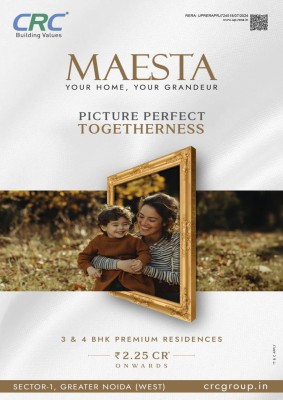 CRC®
Building Values
MAESTA
YOUR HOME, YOUR GRANDEUR
PICTURE PERFECT
TOGETHERNESS
3 & 4 BHK PREMIUM RESIDENCES
₹2.25 CR*
ONWARDS
SECTOR-1, GREATER NOIDA (WEST)
crcgroup.in